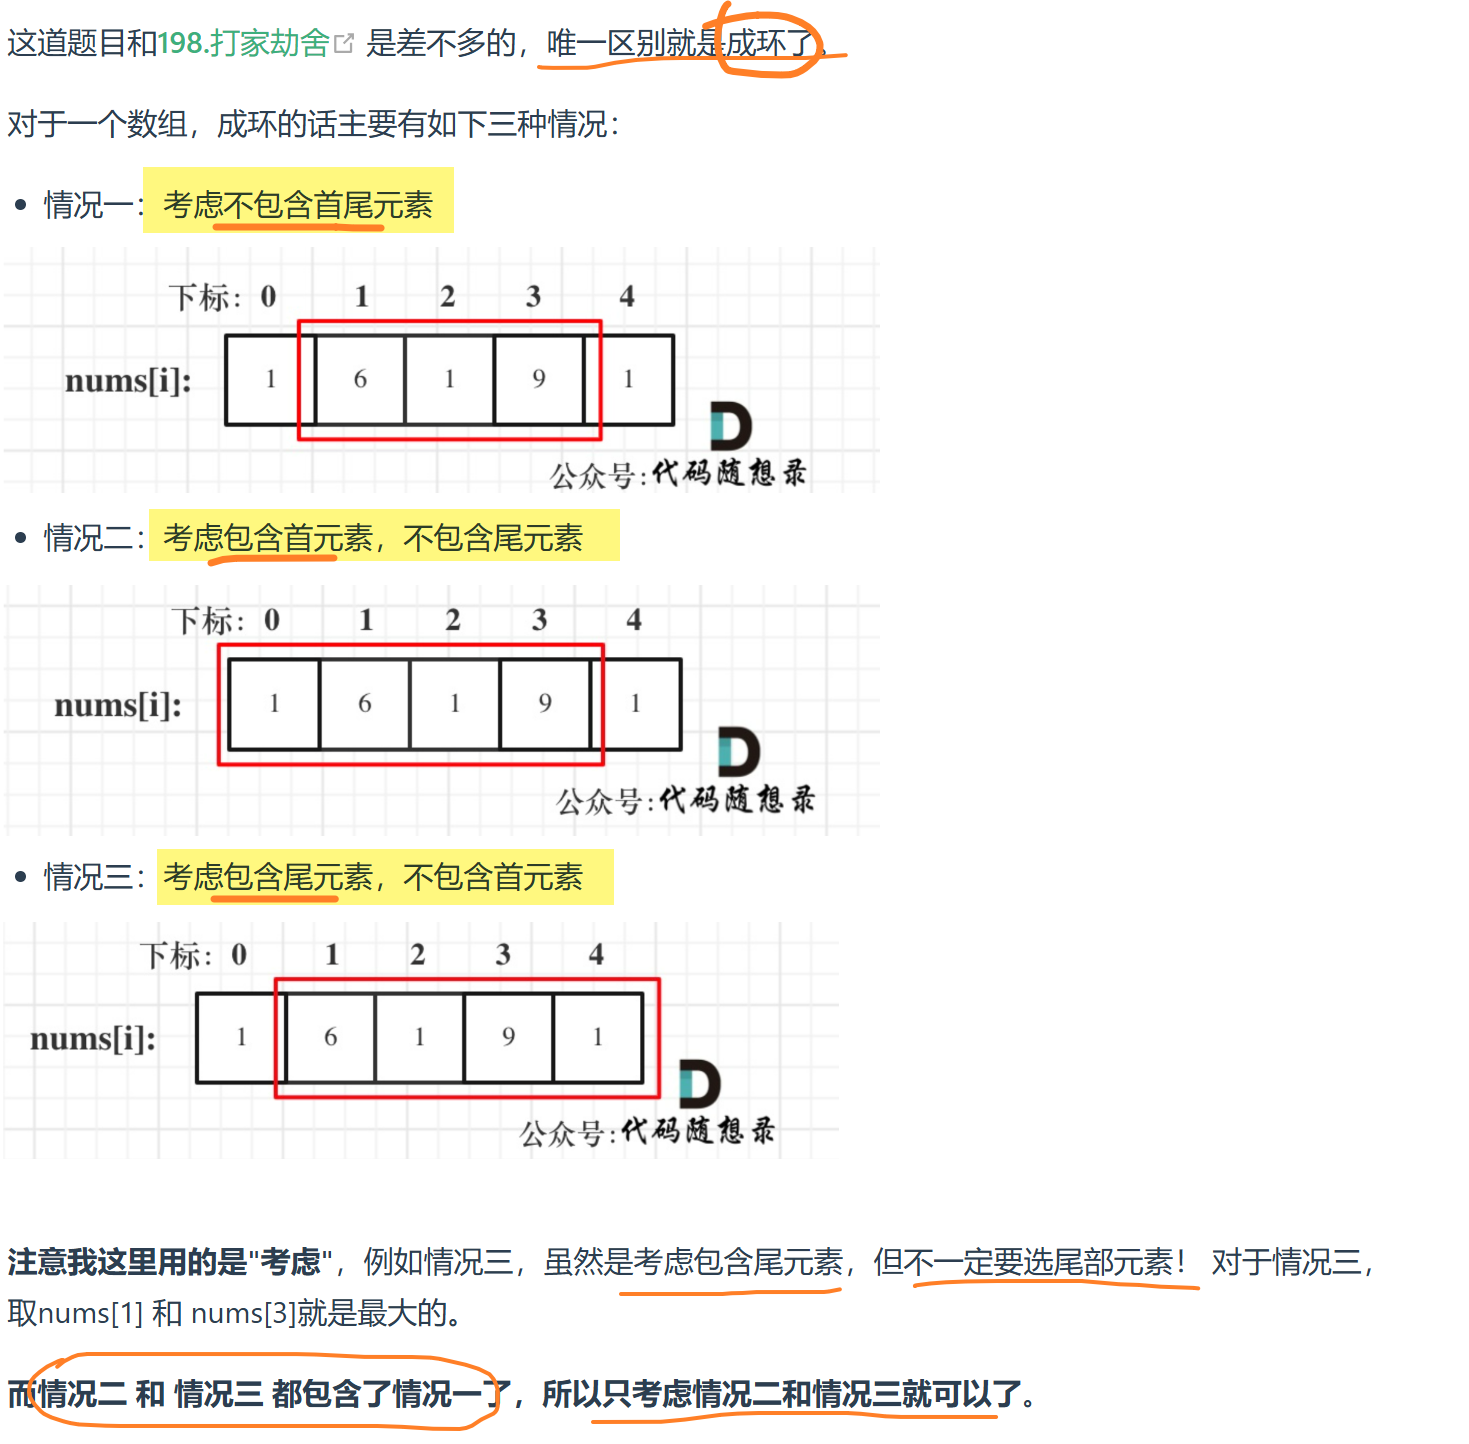 这道题目和198.打家劫舍 是差不多的，唯一区别就是成环了。
对于一个数组，成环的话主要有如下三种情况：
• 情况一：考虑不包含首尾元素
下标： 0 1 2 3 4
nums[i]: 1 6 1 9 1
公众号:代码随想录
• 情况二：考虑包含首元素，不包含尾元素
下标： 0 1 2 3 4
nums[i]: 1 6 1 9 1
公众号:代码随想录
• 情况三：考虑包含尾元素，不包含首元素
下标： 0 1 2 3 4
nums[i]: 1 6 1 9 1
公众号:代码随想录
注意我这里用的是"考虑"，例如情况三，虽然是考虑包含尾元素，但不一定要选尾部元素！ 对于情况三，
取nums[1] 和 nums[3]就是最大的。
而情况二 和 情况三 都包含了情况一了，所以只考虑情况二和情况三就可以了。